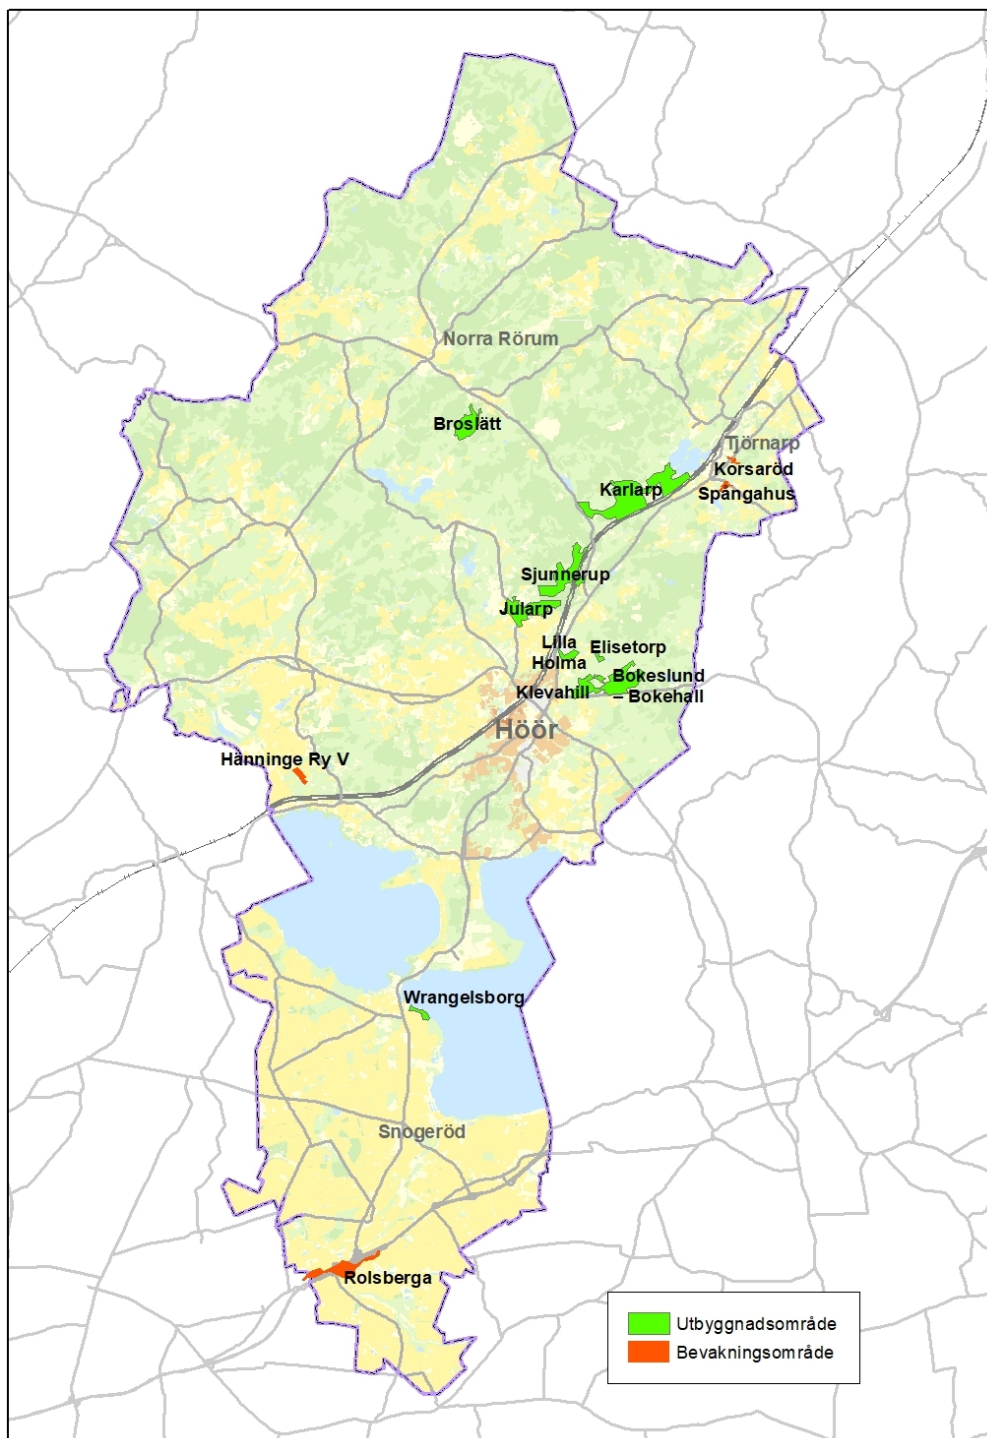 Norra Rörum
Broslätt
Tjörnarp
Korsaröd
Karlarp
Spångahus
Sjunnerup
Jularp
Lilla
Holma
Elisetorp
Bokeslund
– Bokehall
Klevahill
Höör
Hänninge Ry V
Wrangelsborg
Snogeröd
Rolsberga
Utbyggnadsområde
Bevakningsområde